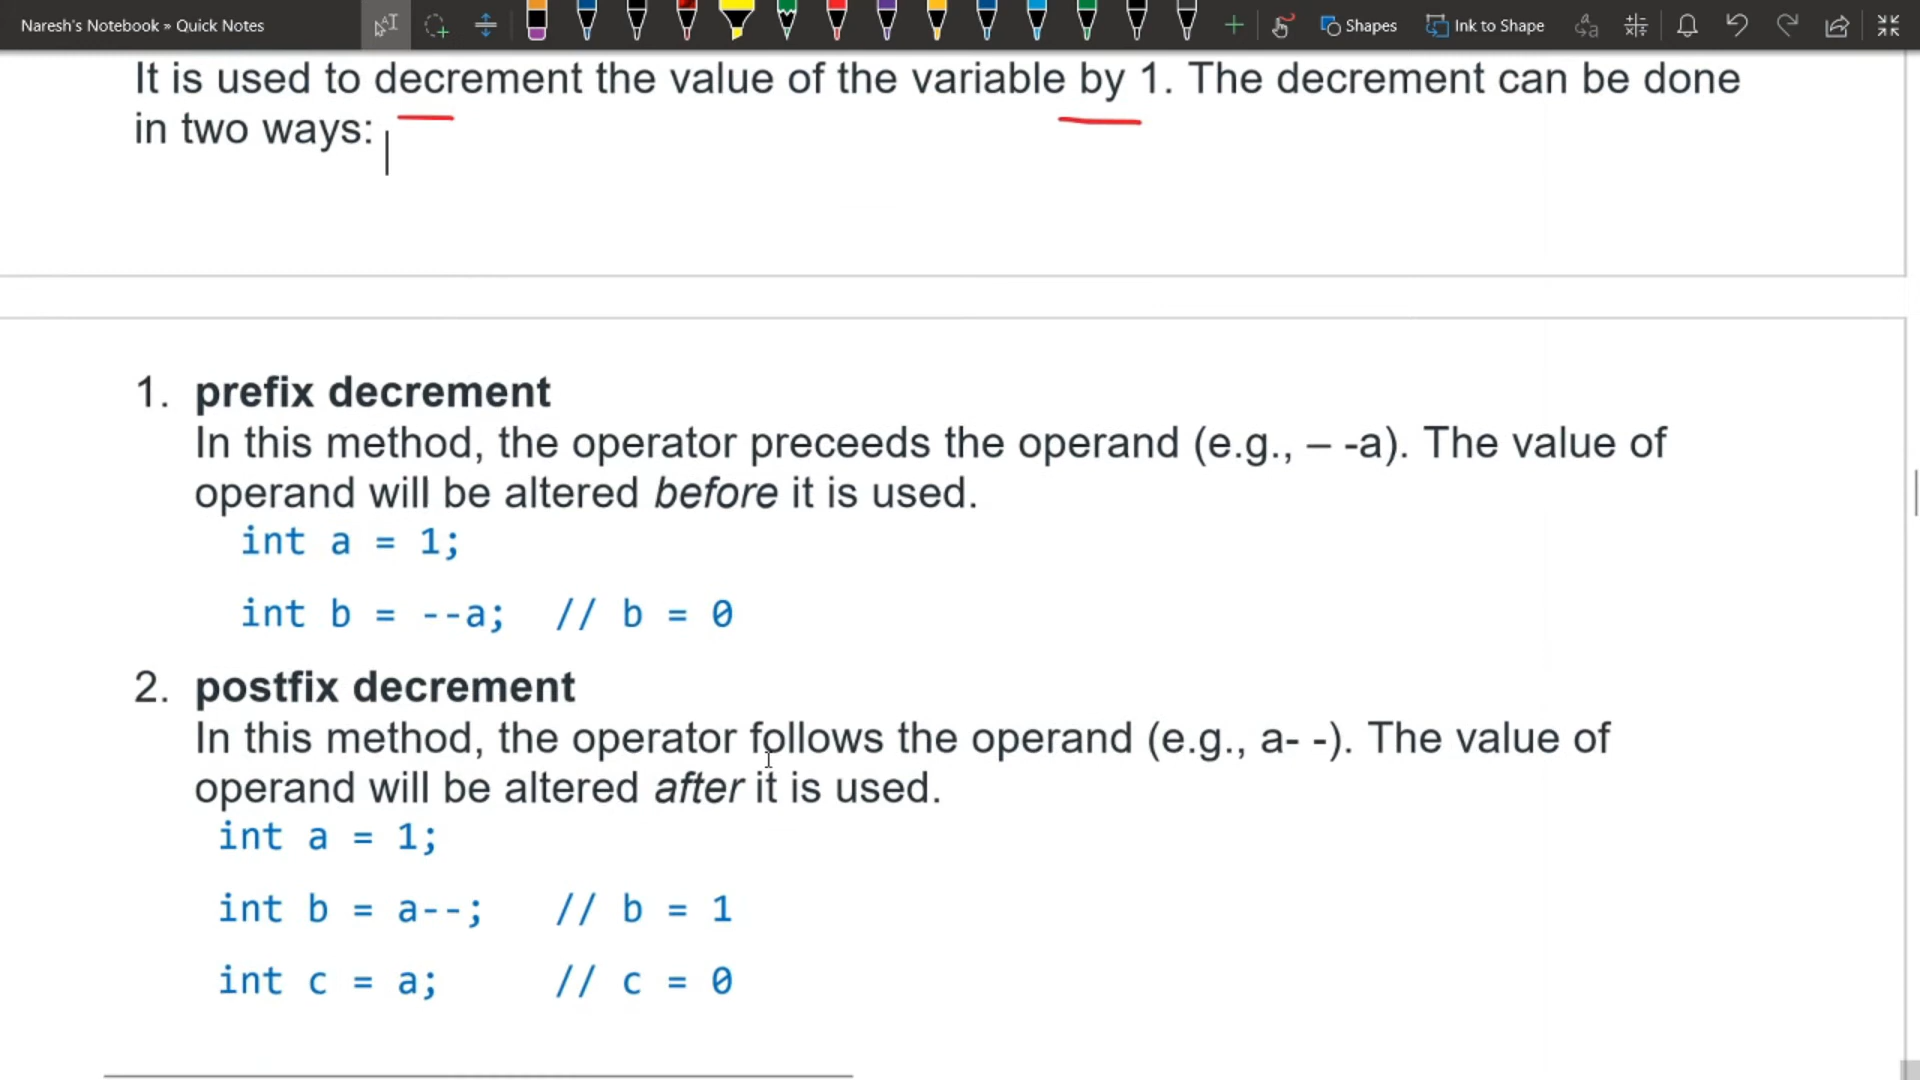 Naresh's Notebook » Quick Notes
Shapes
Ink to Shape
It is used to decrement the value of the variable by 1. The decrement can be done
in two ways:
1. prefix decrement
In this method, the operator preceeds the operand (e.g., – -a). The value of
operand will be altered before it is used.
int a = 1;
int b = --a; // b = 0
2. postfix decrement
In this method, the operator follows the operand (e.g., a- -). The value of
operand will be altered after it is used.
int a = 1;
int b = a--; // b = 1
int c = a; // c = 0